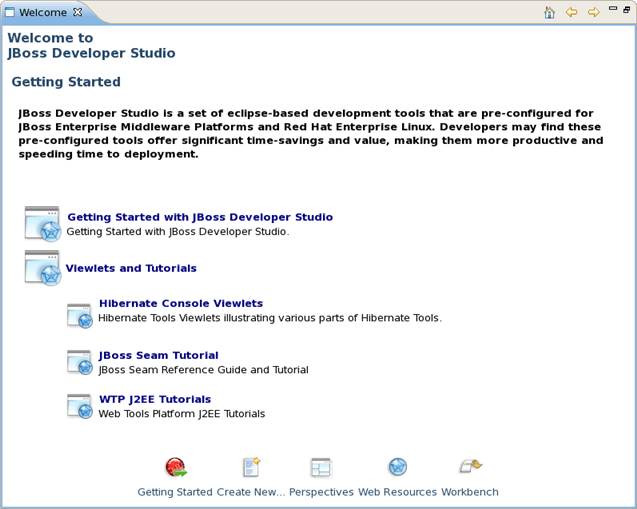 Welcome
Welcome to
JBoss Developer Studio
Getting Started
JBoss Developer Studio is a set of eclipse-based development tools that are pre-configured for
JBoss Enterprise Middleware Platforms and Red Hat Enterprise Linux. Developers may find these
pre-configured tools offer significant time-savings and value, making them more productive and
speeding time to deployment.
Getting Started with JBoss Developer Studio
Getting Started with JBoss Developer Studio.
Viewlets and Tutorials
Hibernate Console Viewlets
Hibernate Tools Viewlets illustrating various parts of Hibernate Tools.
JBoss Seam Tutorial
JBoss Seam Reference Guide and Tutorial
WTP J2EE Tutorials
Web Tools Platform J2EE Tutorials
Getting Started Create New... Perspectives Web Resources Workbench